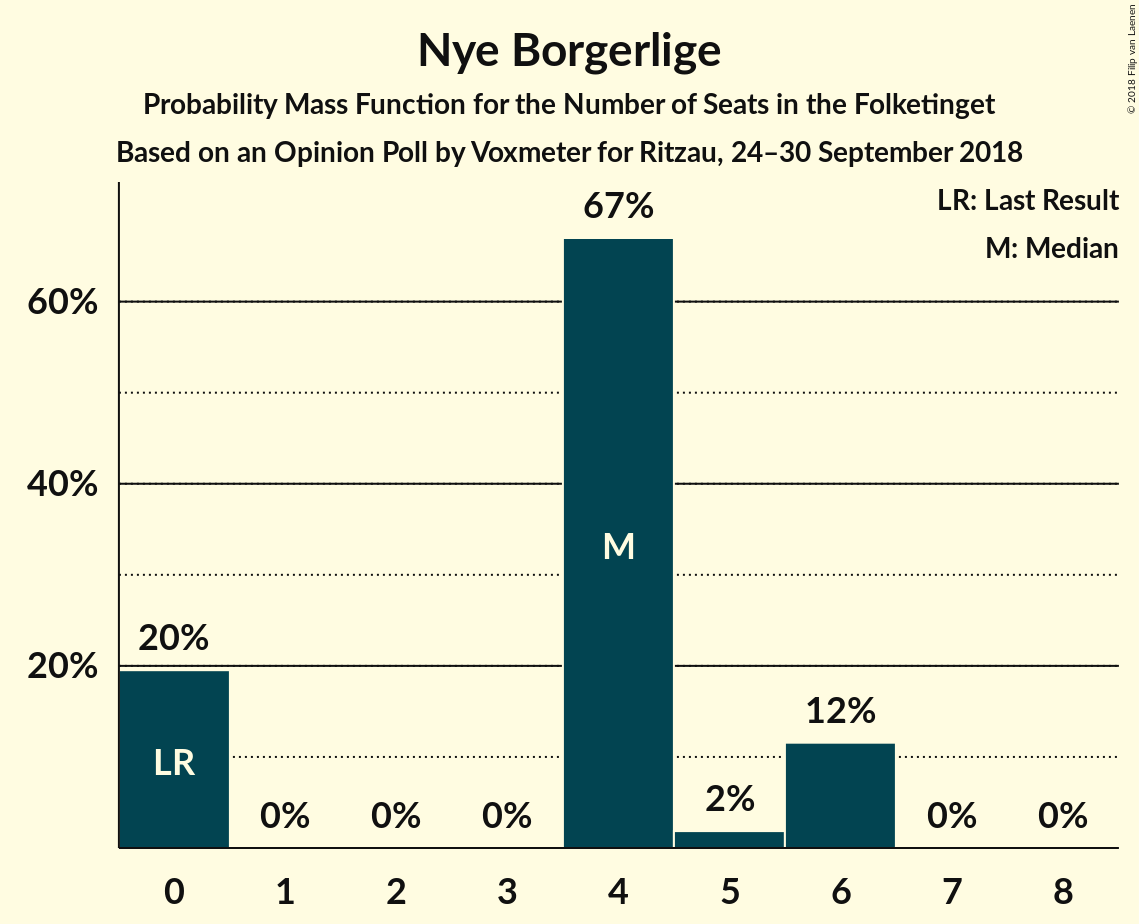 Nye Borgerlige
Probability Mass Function for the Number of Seats in the Folketinget
Based on an Opinion Poll by Voxmeter for Ritzau, 24–30 September 2018
© 2018 Filip van Laenen
LR: Last Result
M: Median
67%
60%
40%
M
20%
20%
12%
LR
2%
0%
0%
0%
0%
0%
0 1 2 3 4 5 6 7 8